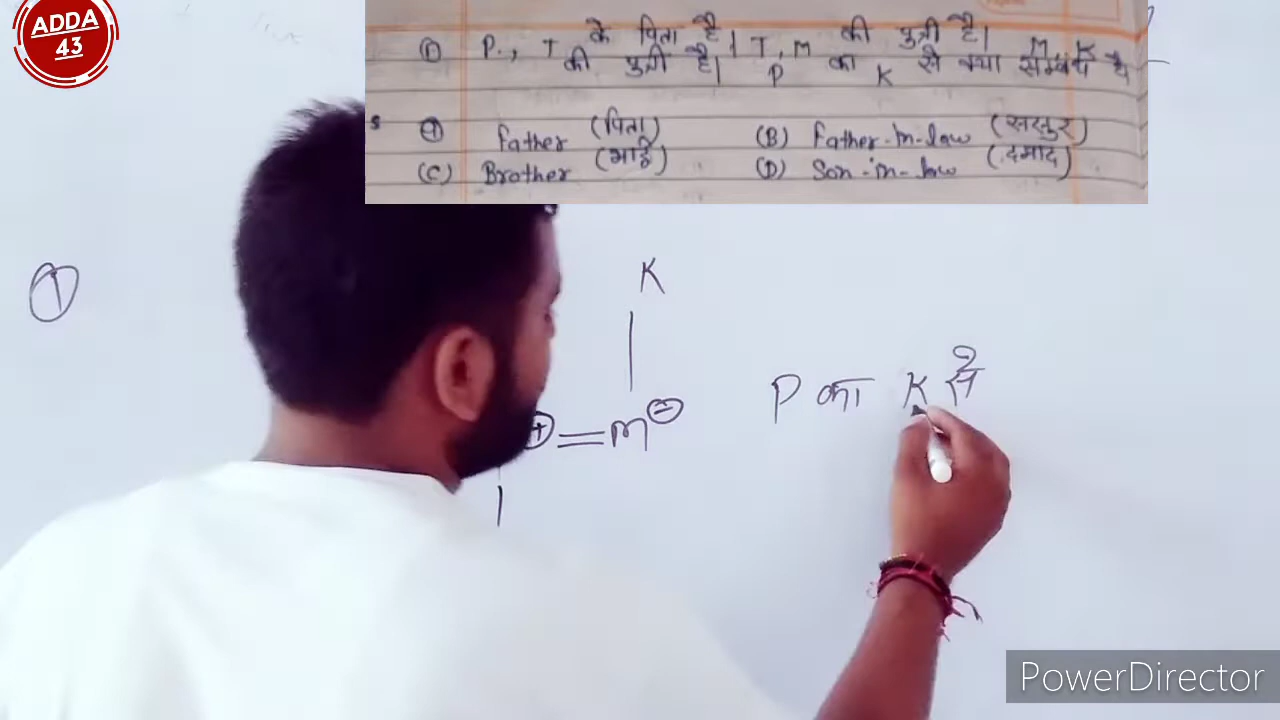 ADDA
43
① P., T के पिता है। T, M की पुत्री है। M, K
की पुत्री है। P का K से क्या सम्बंध है
(A) Father (पिता) (B) Father-in-law (ससुर)
(C) Brother (भाई) (D) Son-in-law (दमाद)
①
K
P का K से ?
+ = M -
PowerDirector